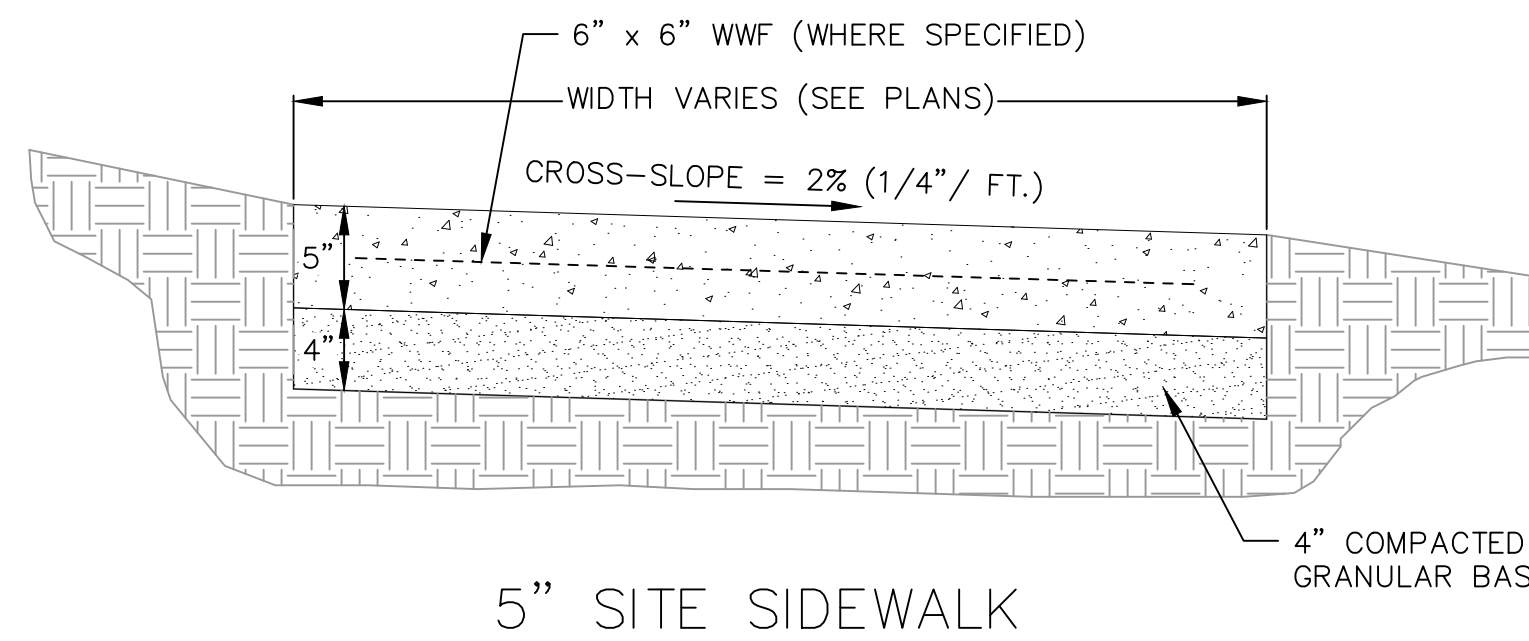 6" x 6" WWF (WHERE SPECIFIED)
WIDTH VARIES (SEE PLANS)
CROSS-SLOPE = 2% (1/4"/ FT.)
5"
4"
4" COMPACTED
GRANULAR BAS
5" SITE SIDEWALK